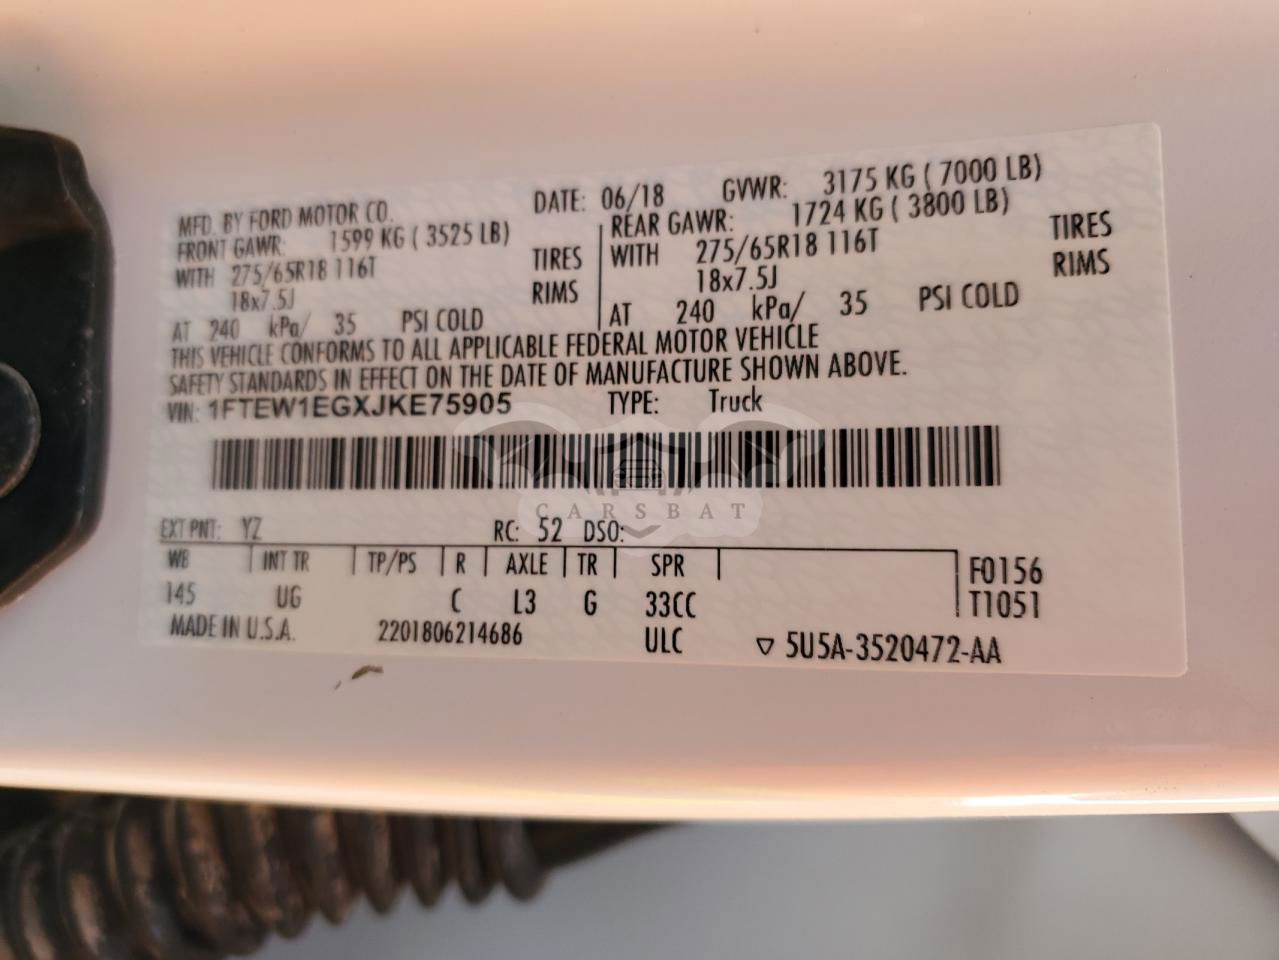 MFD. BY FORD MOTOR CO. DATE: 06/18 GVWR: 3175 KG ( 7000 LB)
FRONT GAWR: 1599 KG ( 3525 LB) REAR GAWR: 1724 KG ( 3800 LB)
WITH 275/65R18 116T TIRES WITH 275/65R18 116T TIRES
18x7.5J RIMS 18x7.5J RIMS
AT 240 kPa/ 35 PSI COLD AT 240 kPa/ 35 PSI COLD
THIS VEHICLE CONFORMS TO ALL APPLICABLE FEDERAL MOTOR VEHICLE
SAFETY STANDARDS IN EFFECT ON THE DATE OF MANUFACTURE SHOWN ABOVE.
VIN: 1FTEW1EGXJKE75905 TYPE: Truck
CARSBAT
EXT PNT: YZ RC: 52 DSO:
WB INT TR TP/PS R AXLE TR SPR F0156
145 UG C L3 G 33CC T1051
MADE IN U.S.A. 2201806214686 ULC ▽ 5U5A-3520472-AA